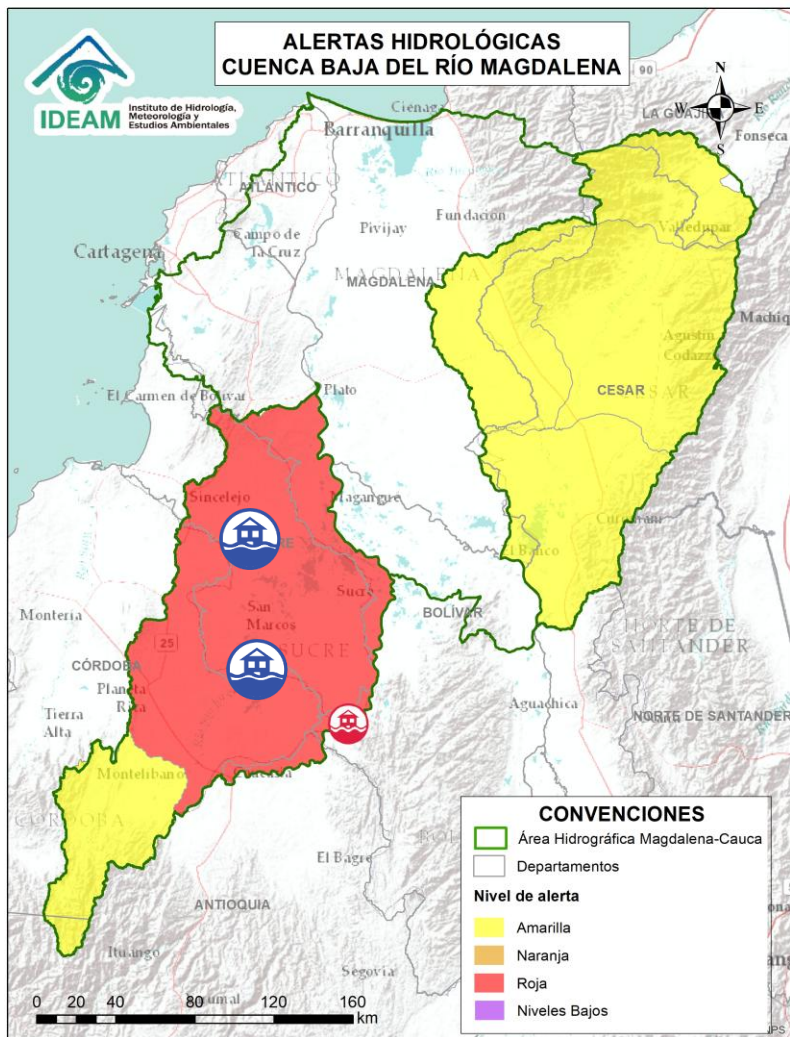 ALERTAS HIDROLÓGICAS
CUENCA BAJA DEL RÍO MAGDALENA
IDEAM
Instituto de Hidrología,
Meteorología y
Estudios Ambientales
90
N
W
E
S
LA GUAJIRA
Fonseca
Ciénaga
Barranquilla
ATLÁNTICO
Valledupar
Fundación
Pivijay
Campo de
la Cruz
Cartagena
MAGDALENA
MAGDALENA
Machiq
Agustín
Codazzi
CESAR
El Carmen de Bolívar
Plato
Sincelejo
Magangué
Curumaní
El Banco
Sucre
BOLÍVAR
San
Marcos
SUCRE
Montería
25
CÓRDOBA
Planeta
Rica
Tierra
Alta
NORTE DE
SANTANDER
NORTE DE SANTANDER
Aguachica
Montelíbano
CÓRDOBA
El Bagre
ANTIOQUIA
Ituango
Segovia
0 20 40 80 120 160
km
CONVENCIONES
Área Hidrográfica Magdalena-Cauca
Departamentos
Nivel de alerta
Amarilla
Naranja
Roja
Niveles Bajos